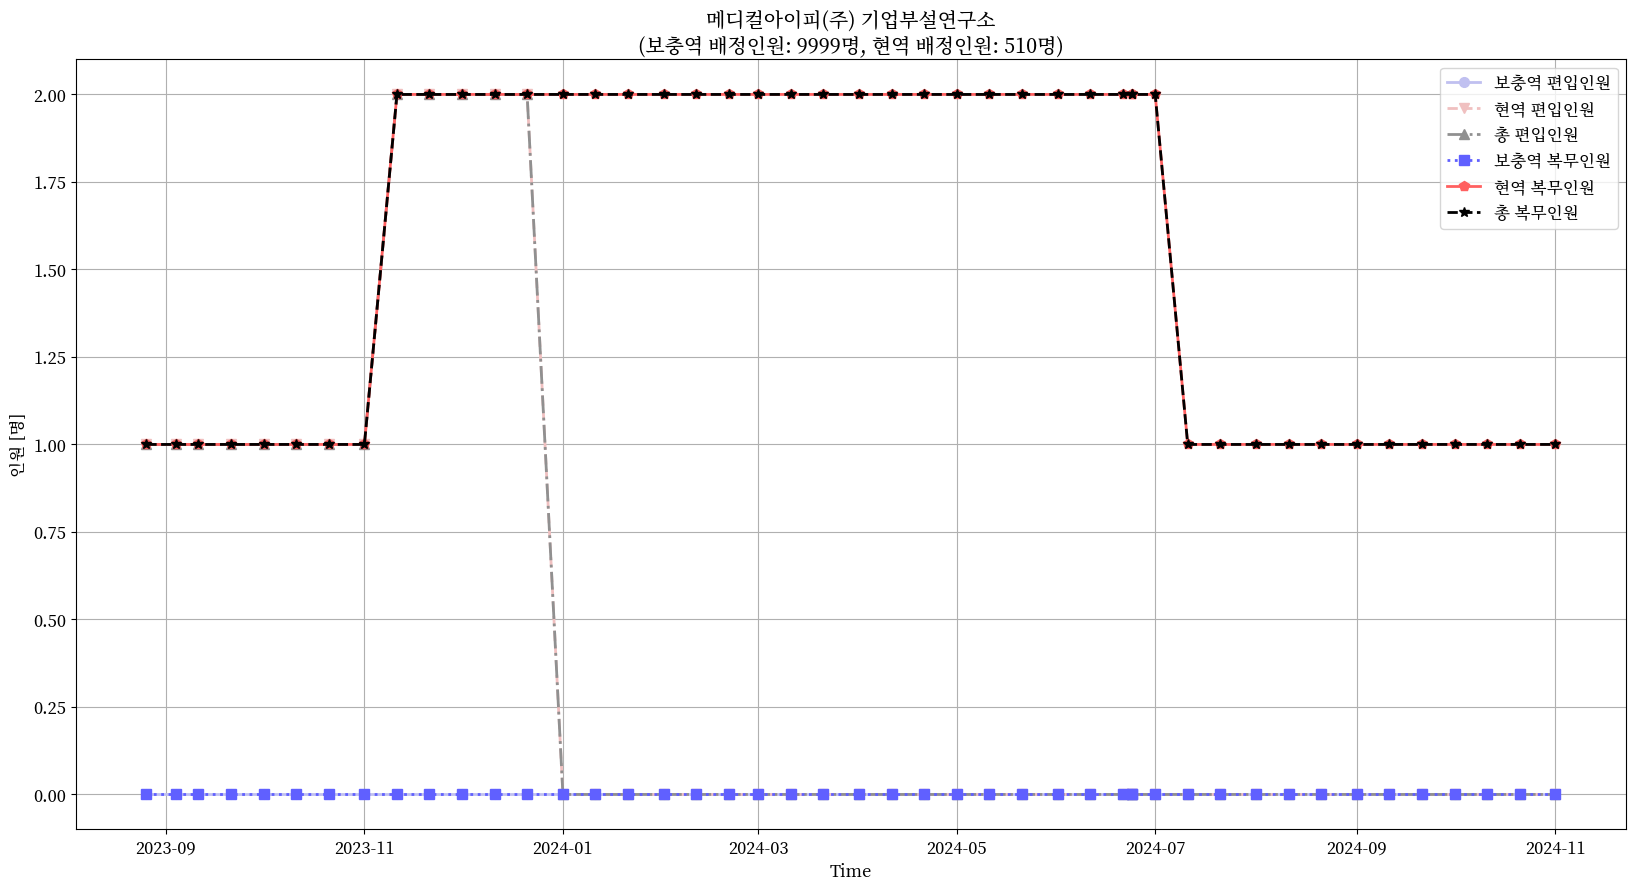 메디컬아이피(주) 기업부설연구소
(보충역 배정인원: 9999명, 현역 배정인원: 510명)
보충역 편입인원
현역 편입인원
총 편입인원
보충역 복무인원
현역 복무인원
총 복무인원
인원 [명]
2.00
1.75
1.50
1.25
1.00
0.75
0.50
0.25
0.00
2023-09
2023-11
2024-01
2024-03
2024-05
2024-07
2024-09
2024-11
Time